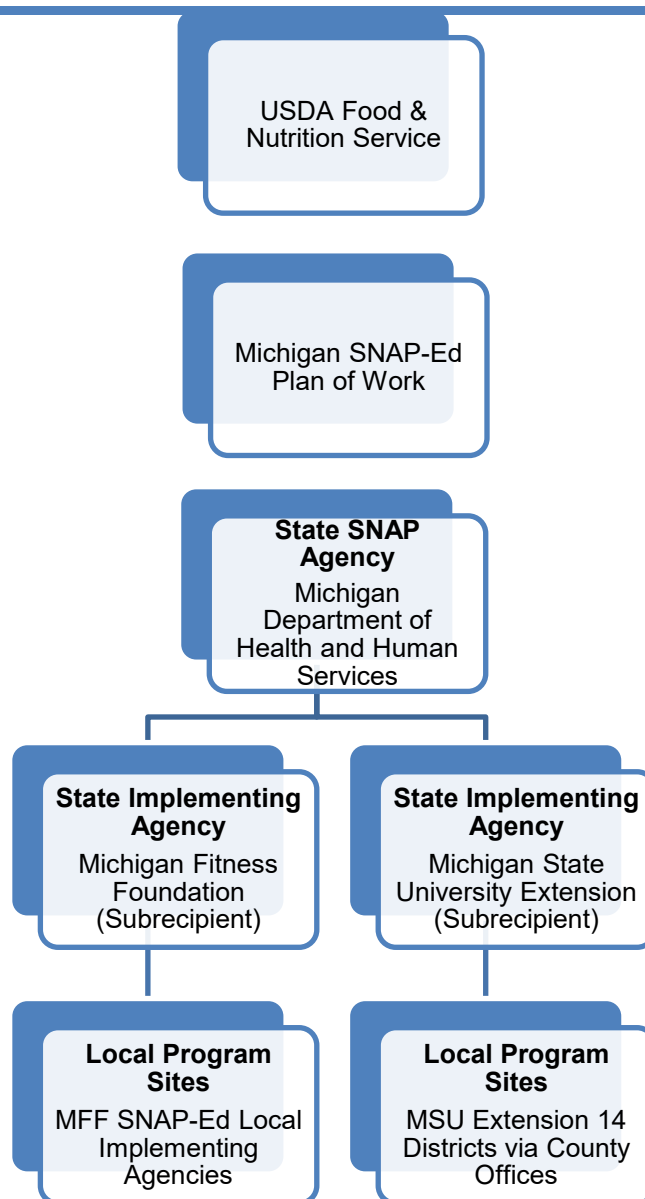 USDA Food &
Nutrition Service
Michigan SNAP-Ed
Plan of Work
State SNAP
Agency
Michigan
Department of
Health and Human
Services
State Implementing
Agency
Michigan Fitness
Foundation
(Subrecipient)
State Implementing
Agency
Michigan State
University Extension
(Subrecipient)
Local Program
Sites
MFF SNAP-Ed Local
Implementing
Agencies
Local Program
Sites
MSU Extension 14
Districts via County
Offices